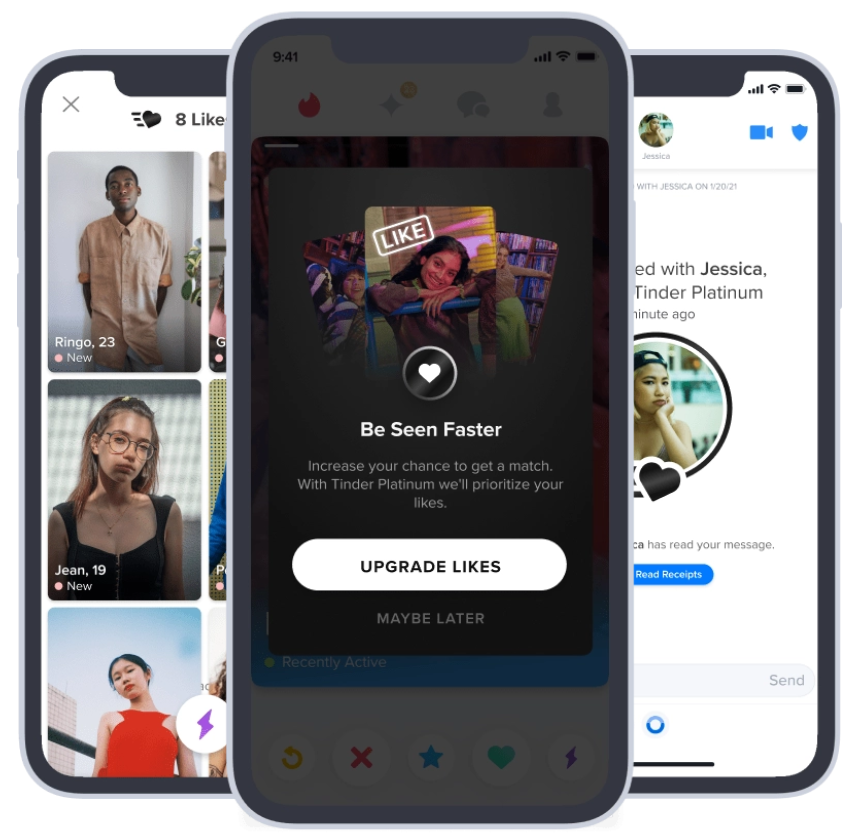 8 Like
Ringo, 23
New
Jean, 19
New
9:41
LIKE
Be Seen Faster
Increase your chance to get a match.
With Tinder Platinum we'll prioritize your
likes.
UPGRADE LIKES
MAYBE LATER
Recently Active
Jessica
WITH JESSICA ON 1/20/21
ed with Jessica,
Tinder Platinum
inute ago
ca has read your message.
Read Receipts
Send